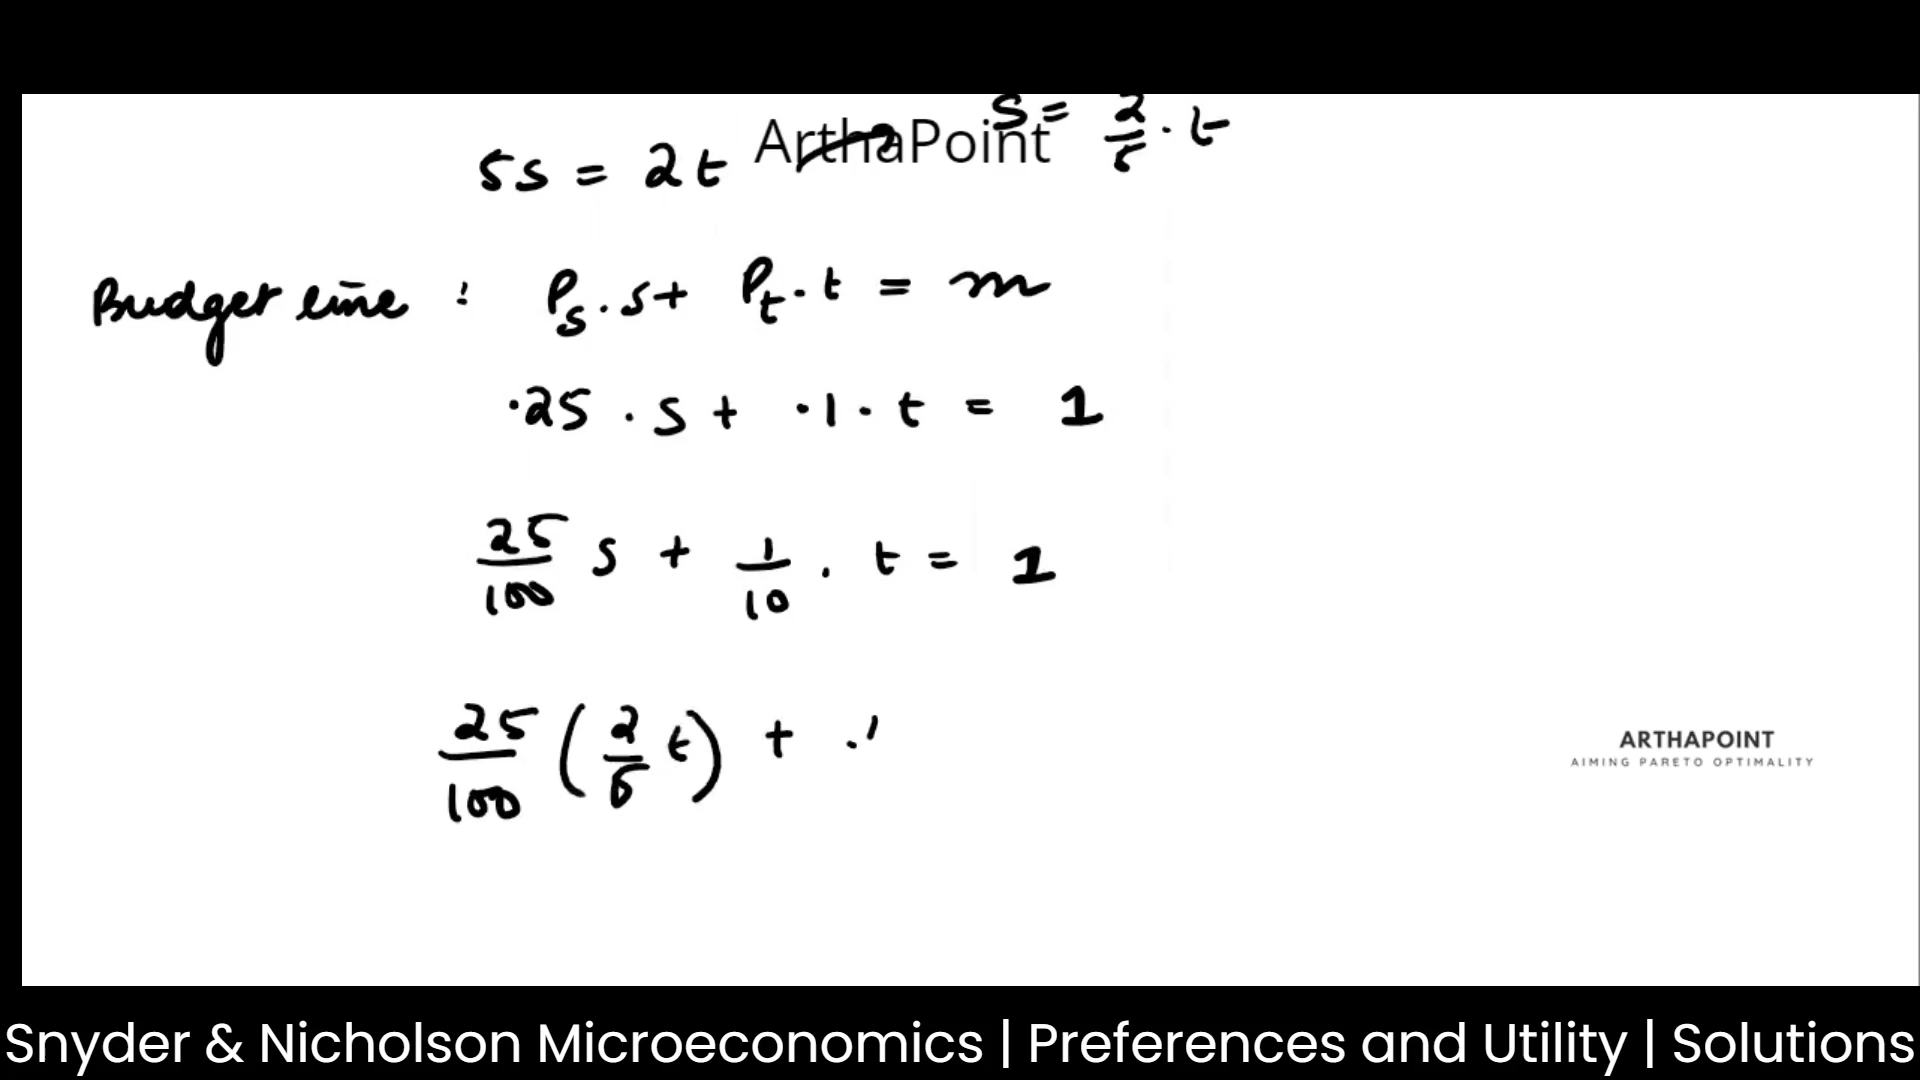 ArthaPoint
s = 2/5 · t
5s = 2t
Budget line : Ps · s + Pt · t = m
·25 · s + ·1 · t = 1
25/100 s + 1/10 · t = 1
25/100 (2/5 t) + ·1
ARTHAPOINT
AIMING PARETO OPTIMALITY
Snyder & Nicholson Microeconomics | Preferences and Utility | Solutions